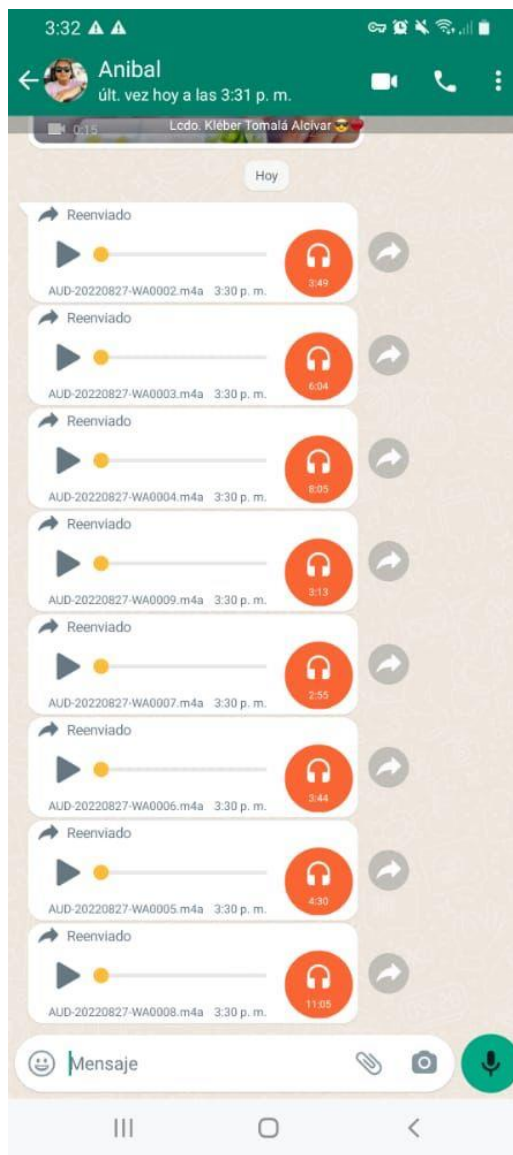 3:32
Anibal
últ. vez hoy a las 3:31 p. m.
0:15 Lcdo. Kléber Tomalá Alcivar
Hoy
Reenviado
3:49
AUD-20220827-WA0002.m4a 3:30 p. m.
Reenviado
6:04
AUD-20220827-WA0003.m4a 3:30 p. m.
Reenviado
8:05
AUD-20220827-WA0004.m4a 3:30 p. m.
Reenviado
3:13
AUD-20220827-WA0009.m4a 3:30 p. m.
Reenviado
2:55
AUD-20220827-WA0007.m4a 3:30 p. m.
Reenviado
3:44
AUD-20220827-WA0006.m4a 3:30 p. m.
Reenviado
4:30
AUD-20220827-WA0005.m4a 3:30 p. m.
Reenviado
11:05
AUD-20220827-WA0008.m4a 3:30 p. m.
Mensaje